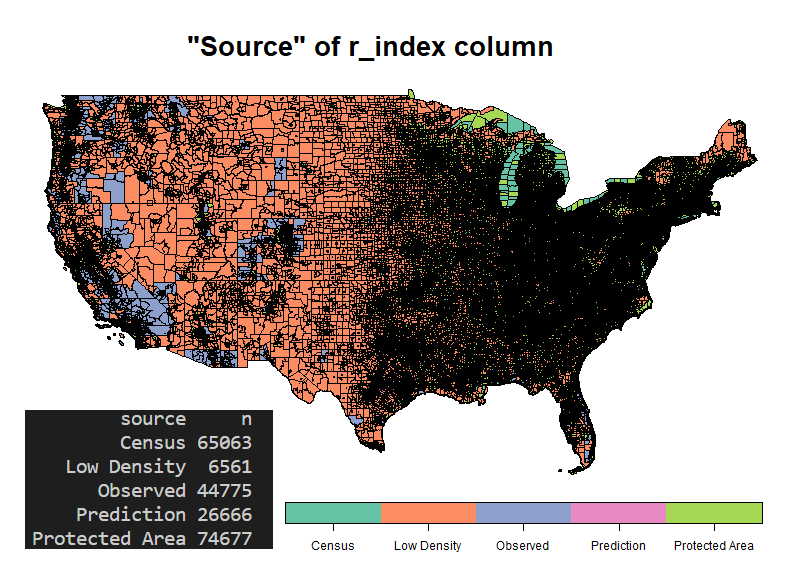 "Source" of r_index column
source n
Census 65063
Low Density 6561
Observed 44775
Prediction 26666
Protected Area 74677
Census Low Density Observed Prediction Protected Area